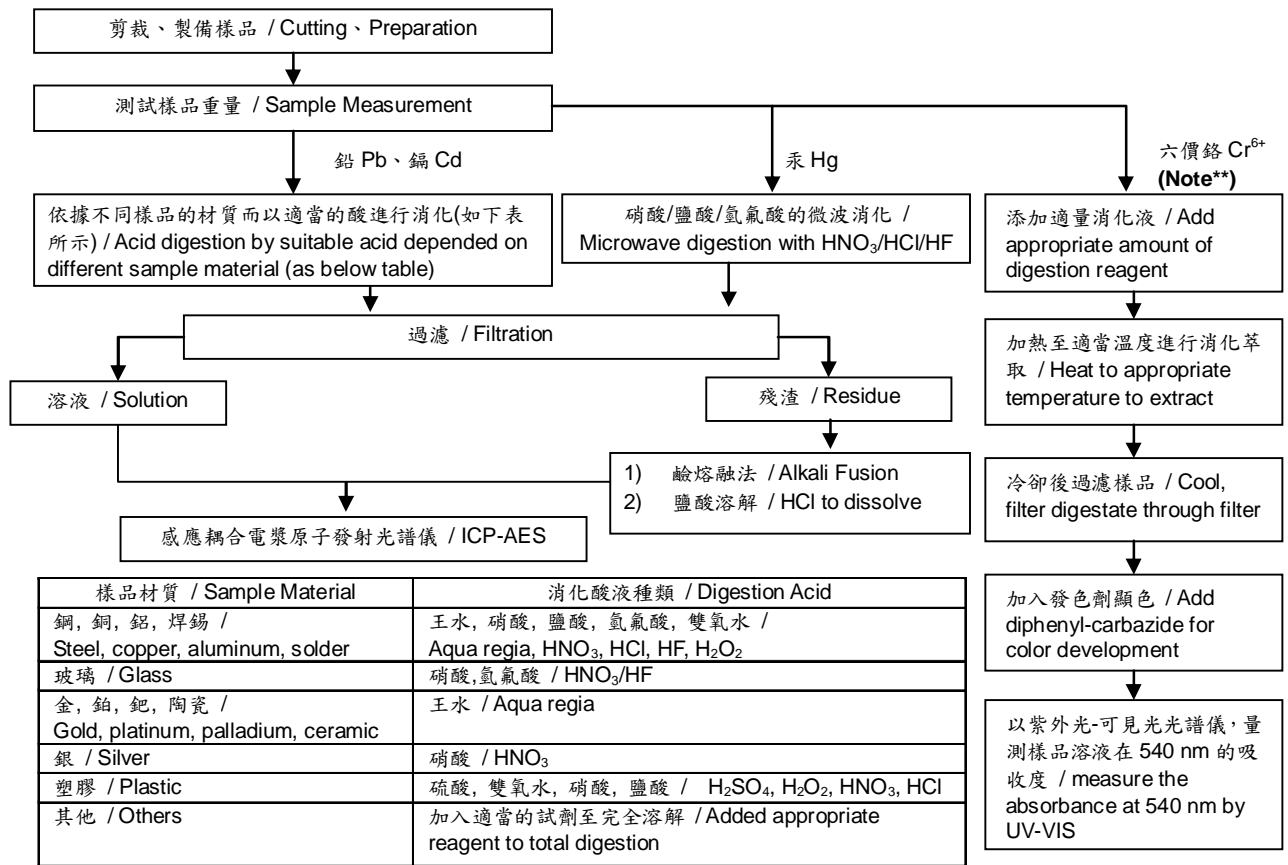 剪裁、製備樣品 / Cutting、Preparation
測試樣品重量 / Sample Measurement
鉛 Pb、鎘 Cd
汞 Hg
六價鉻 Cr⁶⁺
(Note**)
依據不同樣品的材質而以適當的酸進行消化(如下表
所示) / Acid digestion by suitable acid depended on
different sample material (as below table)
硝酸/鹽酸/氫氟酸的微波消化 /
Microwave digestion with HNO₃/HCl/HF
添加適量消化液 / Add
appropriate amount of
digestion reagent
過濾 / Filtration
加熱至適當溫度進行消化萃
取 / Heat to appropriate
temperature to extract
溶液 / Solution
殘渣 / Residue
1) 鹼熔融法 / Alkali Fusion
2) 鹽酸溶解 / HCl to dissolve
冷卻後過濾樣品 / Cool,
filter digestate through filter
感應耦合電漿原子發射光譜儀 / ICP-AES
加入發色劑顯色 / Add
diphenyl-carbazide for
color development
以紫外光-可見光光譜儀，量
測樣品溶液在 540 nm 的吸
收度 / measure the
absorbance at 540 nm by
UV-VIS
樣品材質 / Sample Material
消化酸液種類 / Digestion Acid
鋼, 銅, 鋁, 焊錫 /
Steel, copper, aluminum, solder
王水, 硝酸, 鹽酸, 氫氟酸, 雙氧水 /
Aqua regia, HNO₃, HCl, HF, H₂O₂
玻璃 / Glass
硝酸,氫氟酸 / HNO₃/HF
金, 鉑, 鈀, 陶瓷 /
Gold, platinum, palladium, ceramic
王水 / Aqua regia
銀 / Silver
硝酸 / HNO₃
塑膠 / Plastic
硫酸, 雙氧水, 硝酸, 鹽酸 / H₂SO₄, H₂O₂, HNO₃, HCl
其他 / Others
加入適當的試劑至完全溶解 / Added appropriate
reagent to total digestion